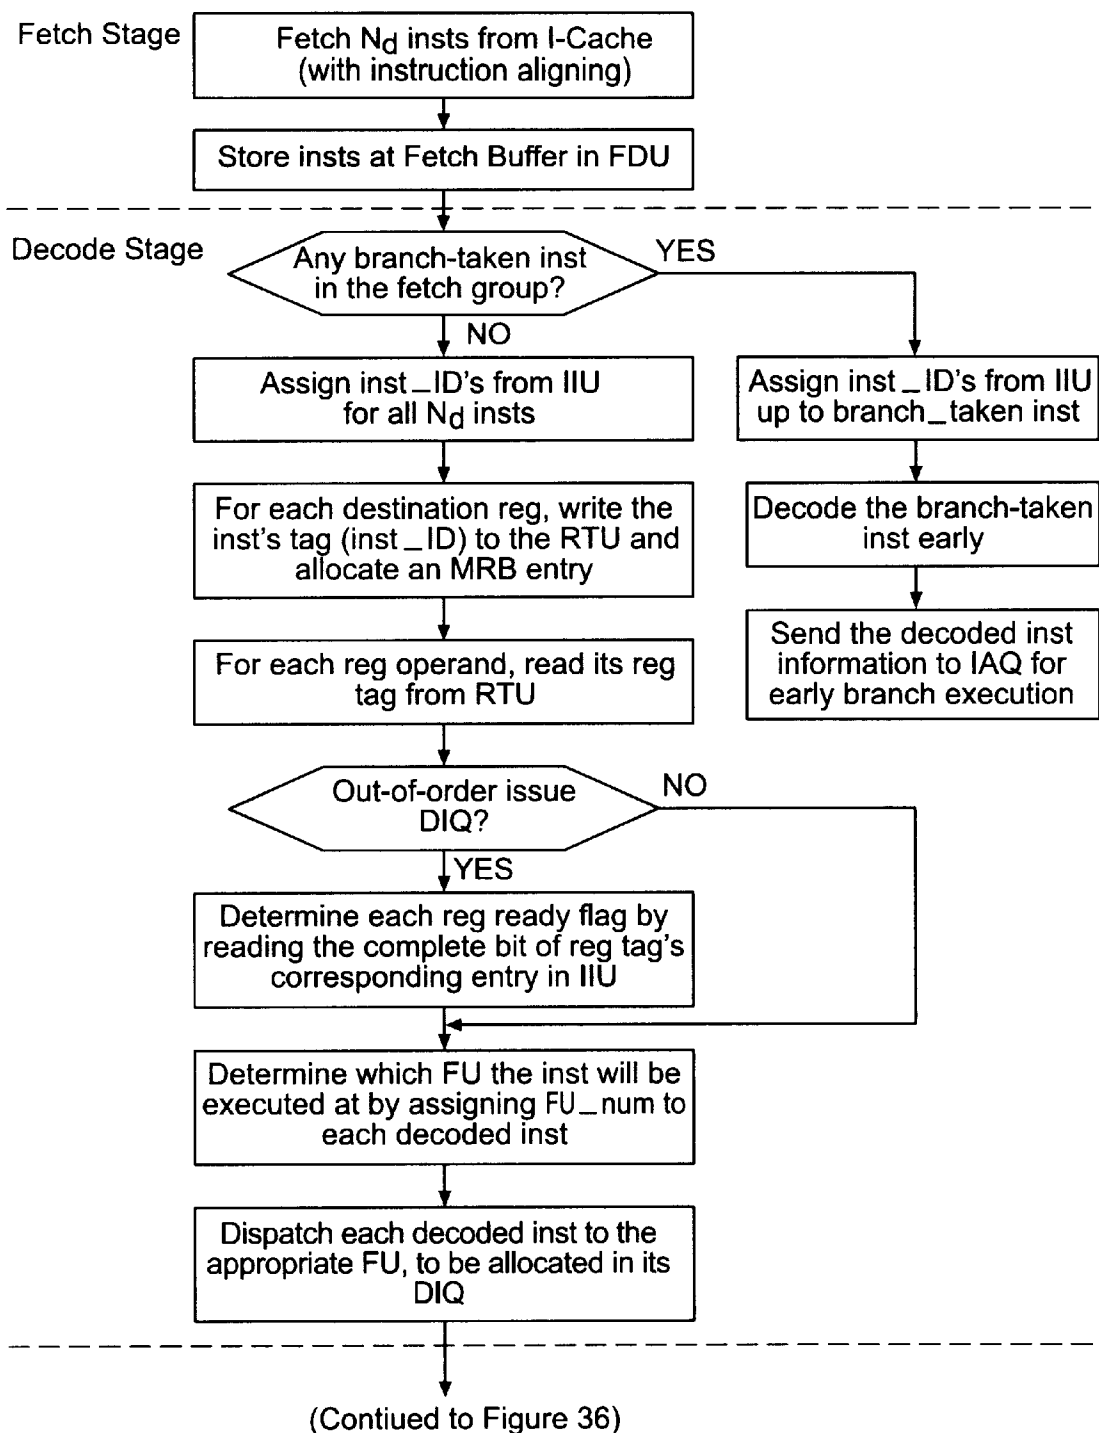 Fetch Stage
Fetch Nd insts from I-Cache
(with instruction aligning)
Store insts at Fetch Buffer in FDU
Decode Stage
Any branch-taken inst
in the fetch group?
YES
NO
Assign inst_ID's from IIU
for all Nd insts
Assign inst_ID's from IIU
up to branch_taken inst
For each destination reg, write the
inst's tag (inst_ID) to the RTU and
allocate an MRB entry
Decode the branch-taken
inst early
Send the decoded inst
information to IAQ for
early branch execution
For each reg operand, read its reg
tag from RTU
Out-of-order issue
DIQ?
NO
YES
Determine each reg ready flag by
reading the complete bit of reg tag's
corresponding entry in IIU
Determine which FU the inst will be
executed at by assigning FU_num to
each decoded inst
Dispatch each decoded inst to the
appropriate FU, to be allocated in its
DIQ
(Contiued to Figure 36)